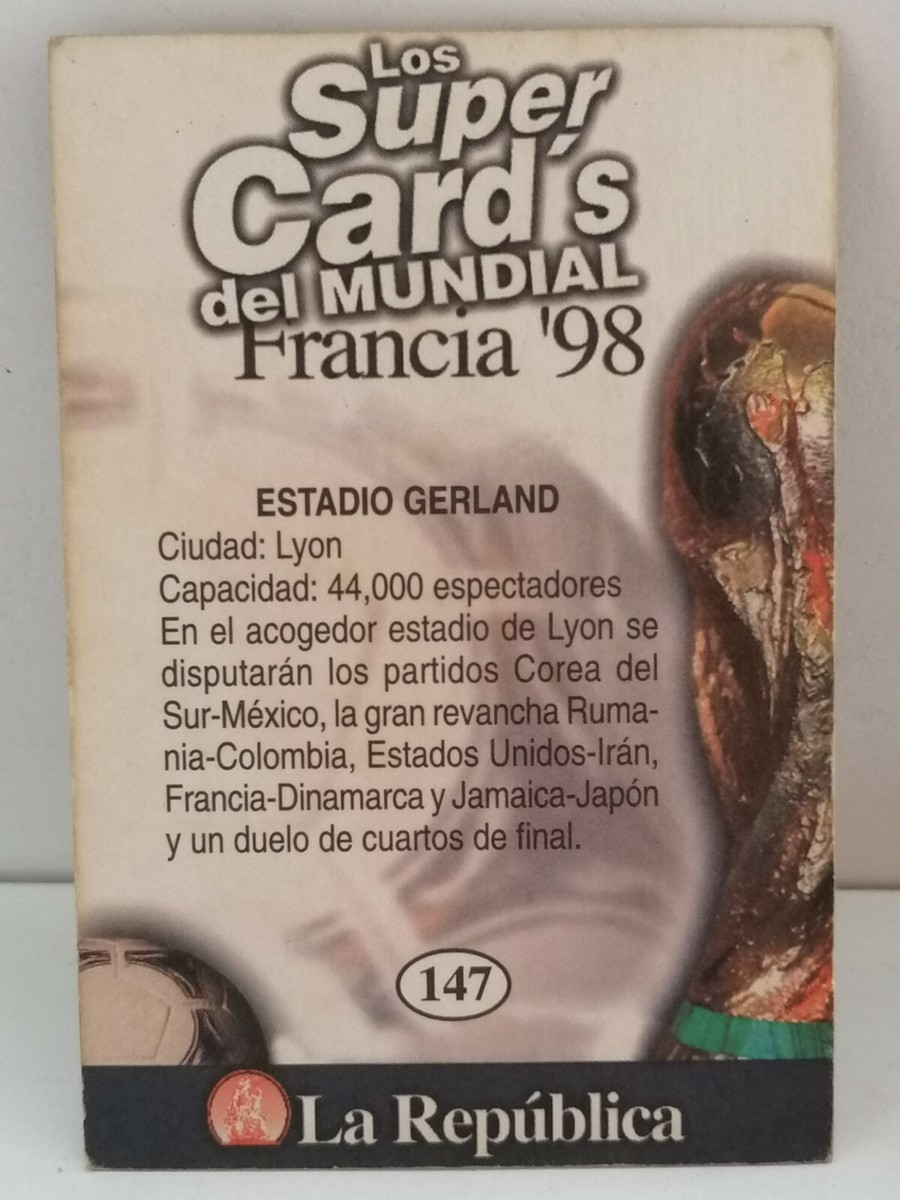 Los
Super
Card´s
del MUNDIAL
Francia '98
ESTADIO GERLAND
Ciudad: Lyon
Capacidad: 44,000 espectadores
En el acogedor estadio de Lyon se
disputarán los partidos Corea del
Sur-México, la gran revancha Ruma-
nia-Colombia, Estados Unidos-Irán,
Francia-Dinamarca y Jamaica-Japón
y un duelo de cuartos de final.
147
La República